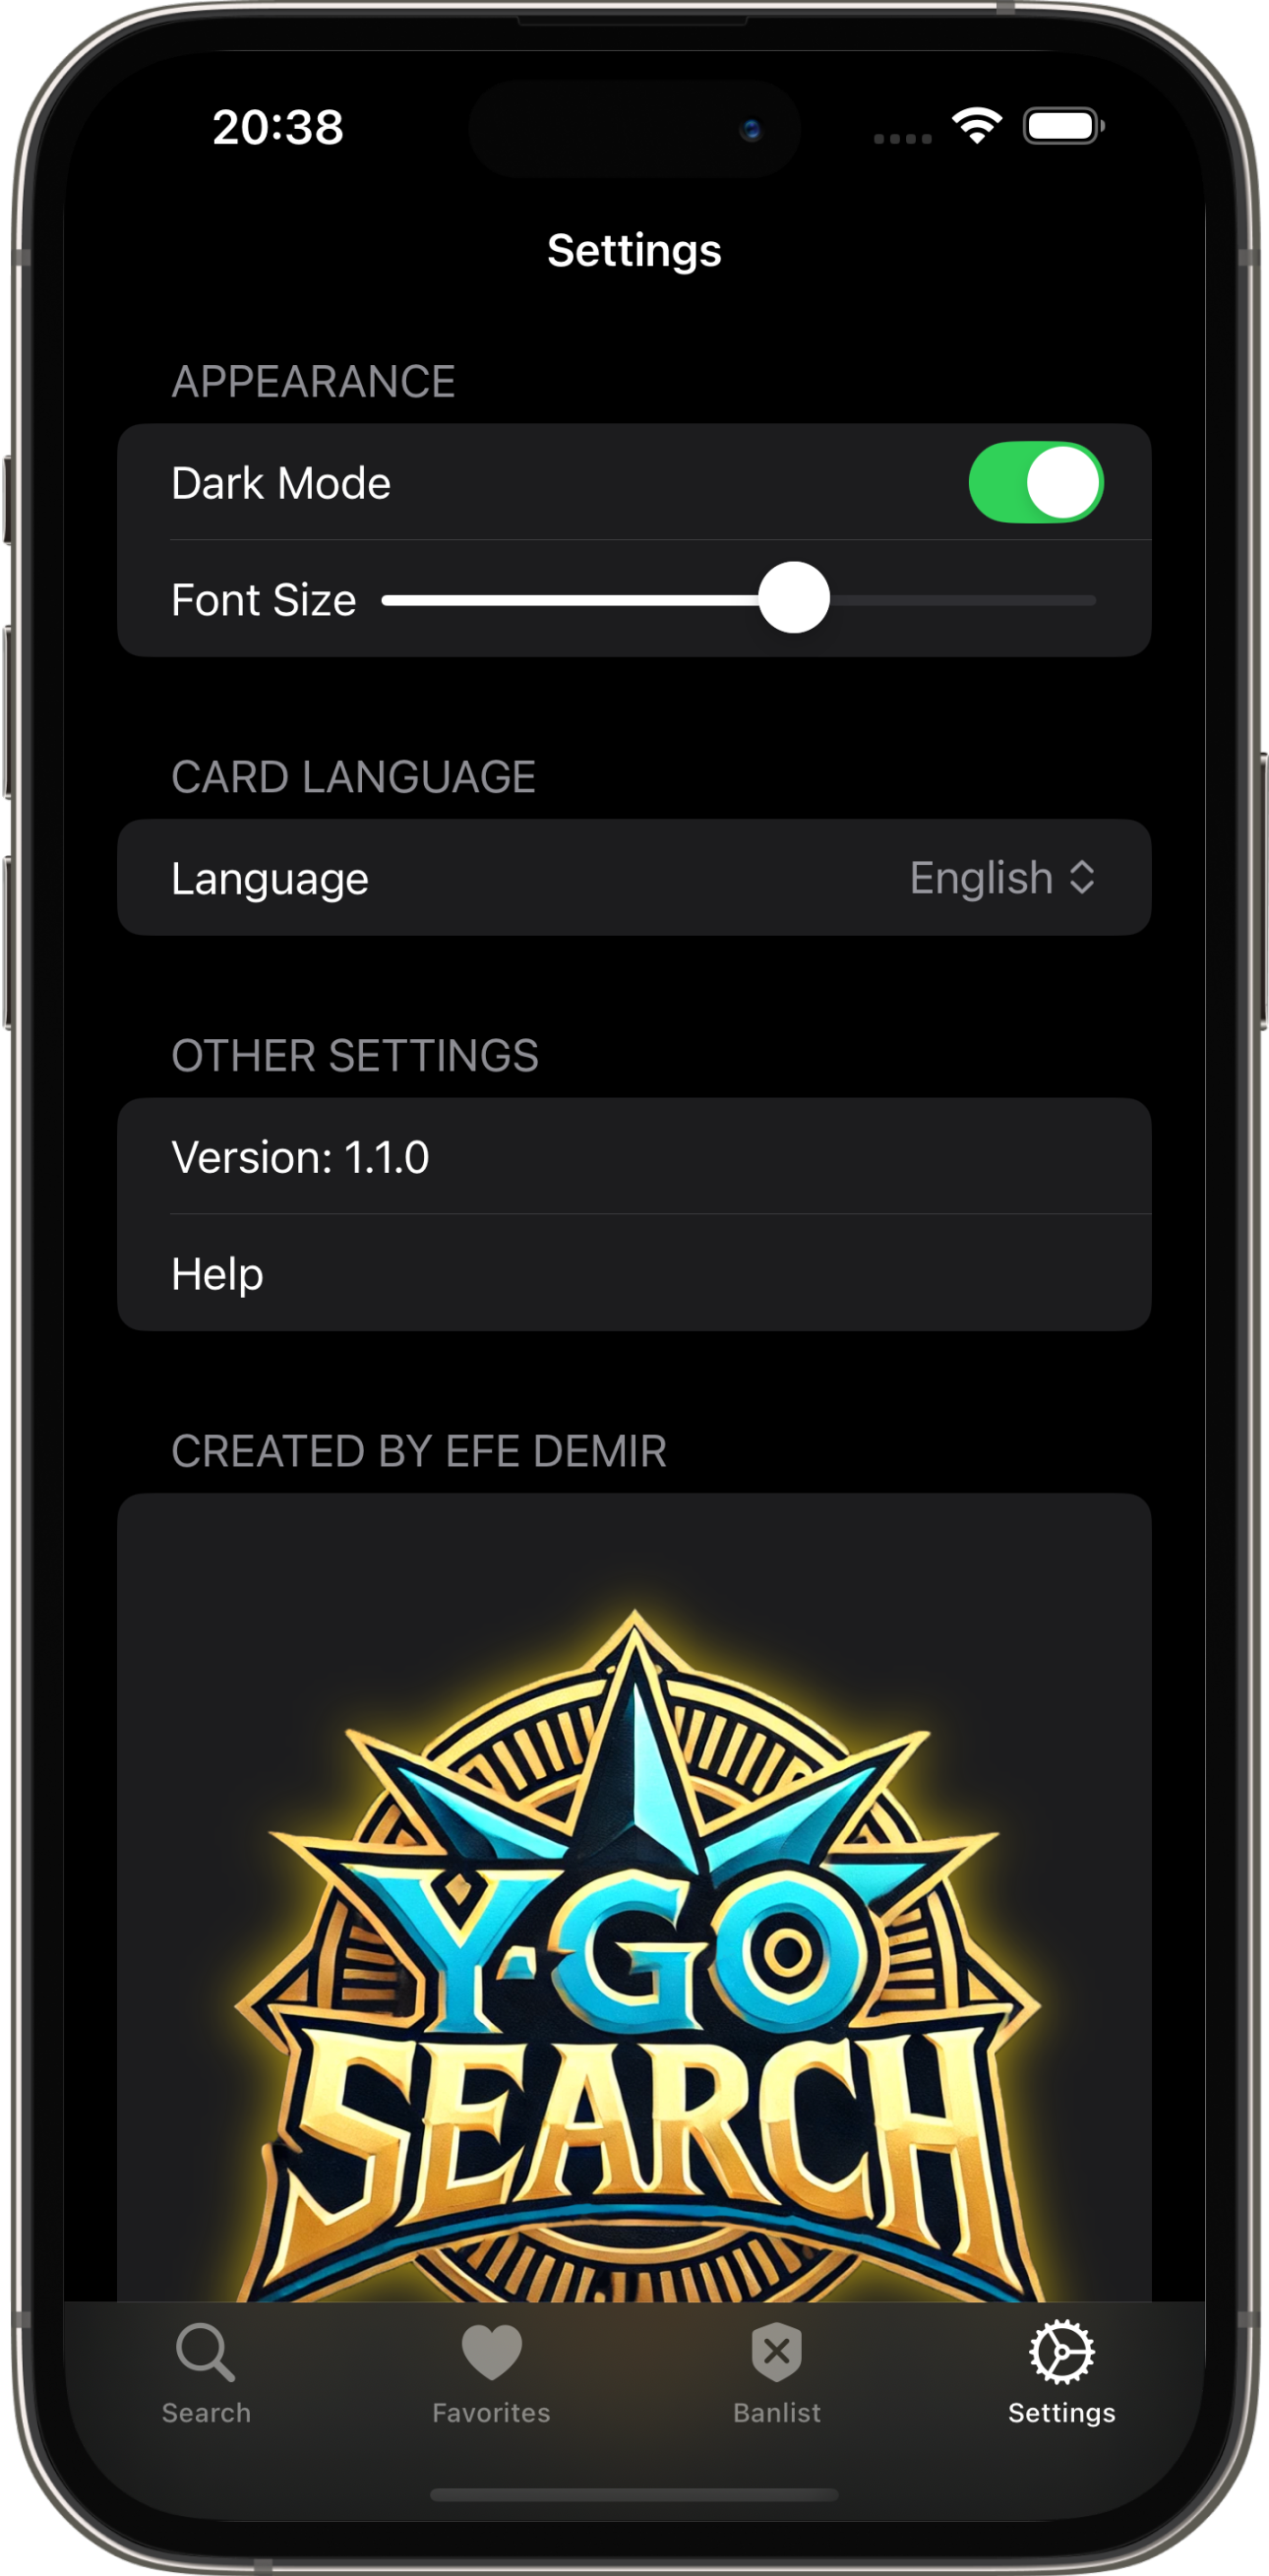 20:38
Settings
APPEARANCE
Dark Mode
Font Size
CARD LANGUAGE
Language English
OTHER SETTINGS
Version: 1.1.0
Help
CREATED BY EFE DEMIR
Y-GO
SEARCH
Search Favorites Banlist Settings